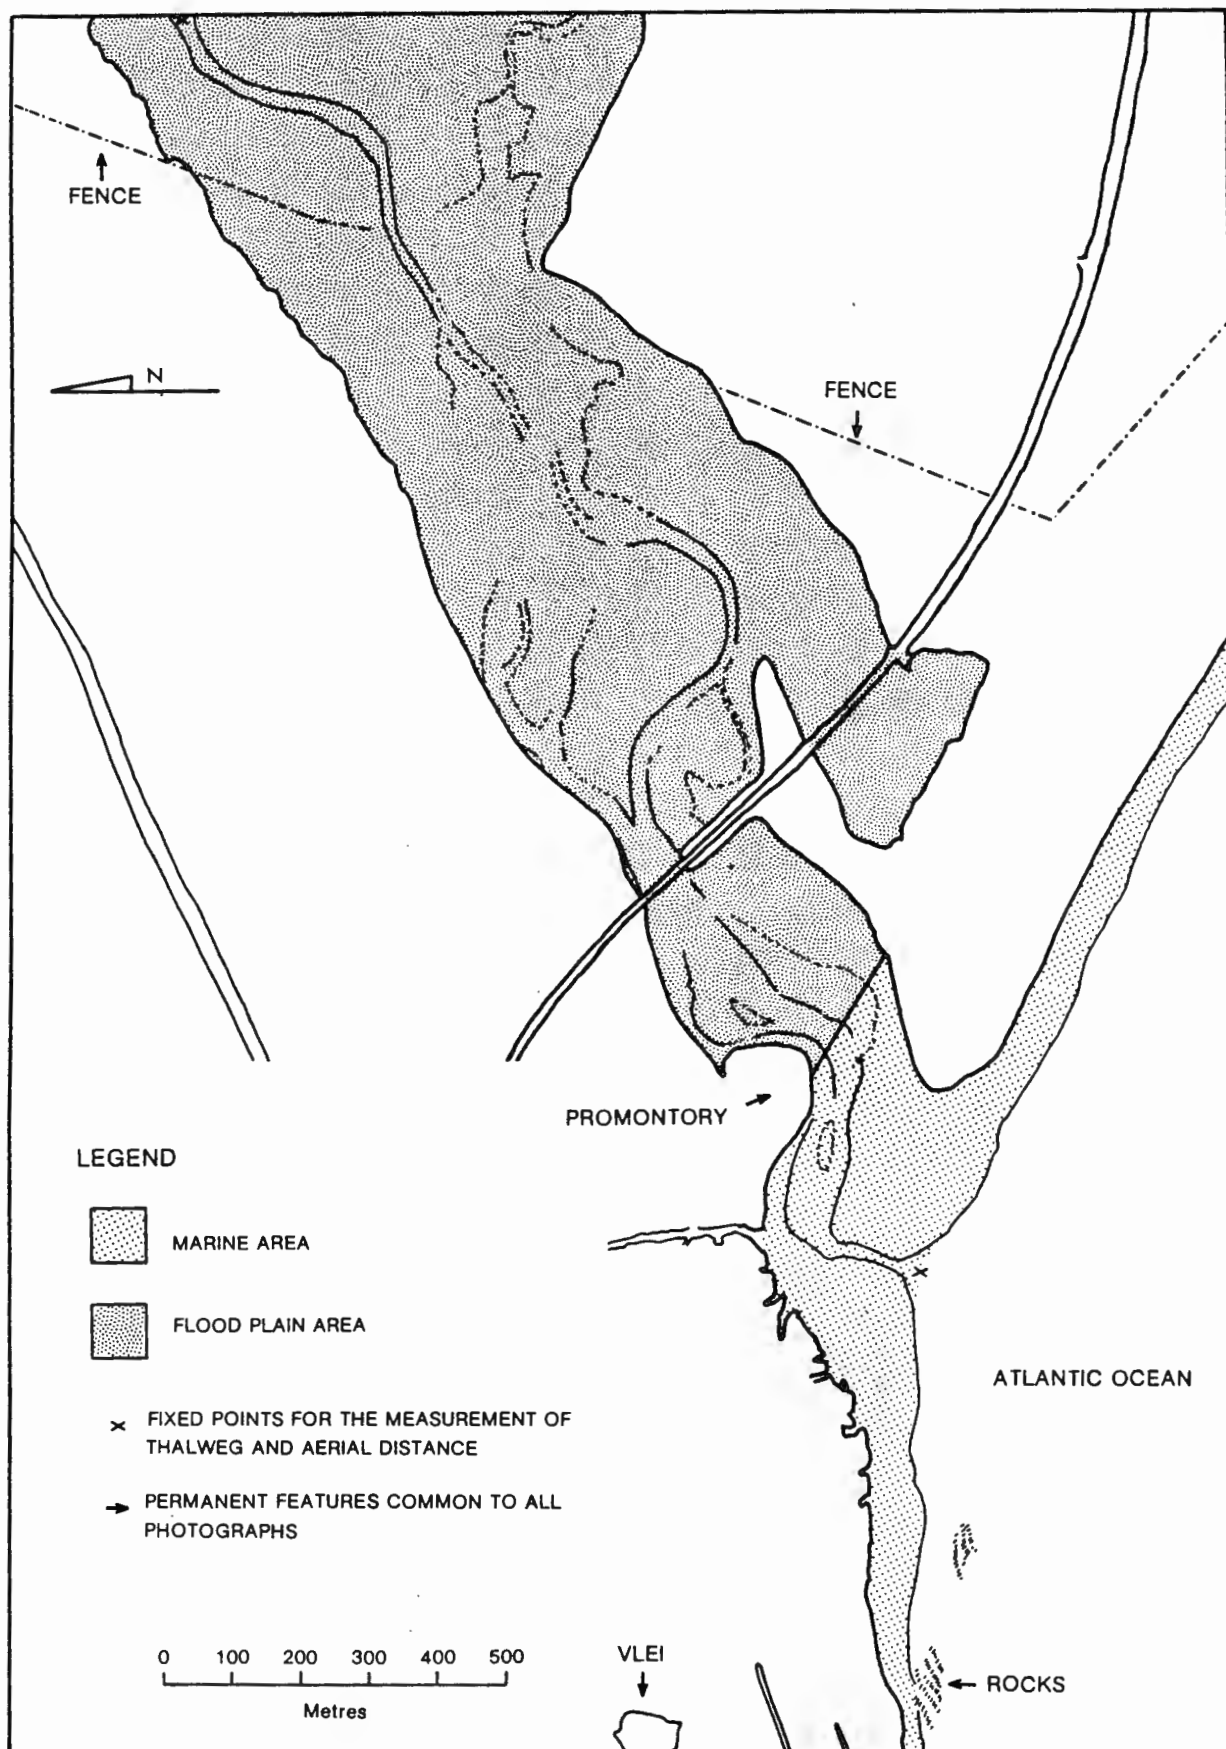 FENCE
N
FENCE
PROMONTORY
LEGEND
MARINE AREA
FLOOD PLAIN AREA
x FIXED POINTS FOR THE MEASUREMENT OF
THALWEG AND AERIAL DISTANCE
→ PERMANENT FEATURES COMMON TO ALL
PHOTOGRAPHS
ATLANTIC OCEAN
0 100 200 300 400 500
Metres
VLEI
ROCKS